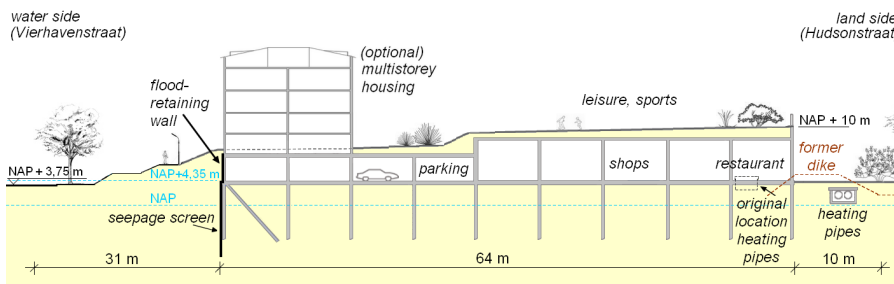 water side
(Vierhavenstraat)
land side
(Hudsonstraat)
(optional)
multistorey
housing
flood-
retaining
wall
leisure, sports
NAP + 10 m
former
dike
NAP + 3,75 m
NAP+4,35 m
parking
shops
restaurant
NAP
seepage screen
original
location
heating
pipes
heating
pipes
31 m
64 m
10 m